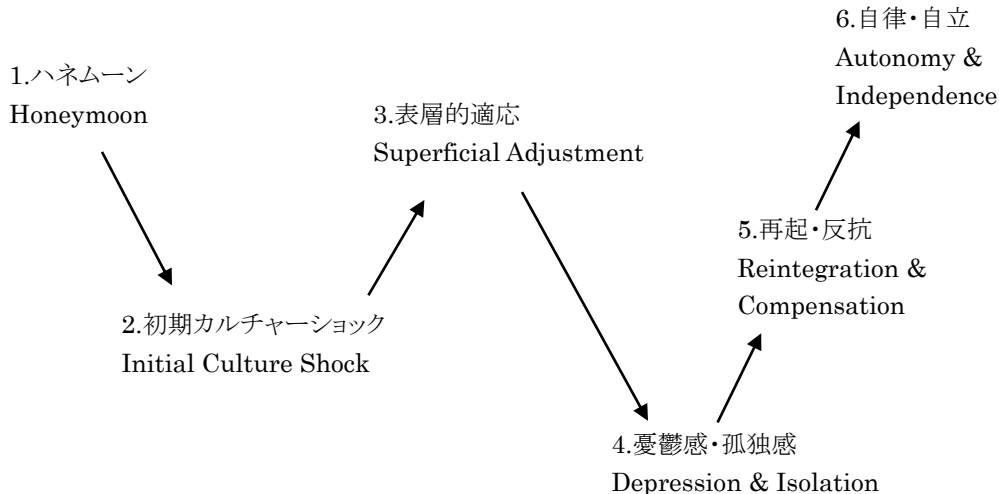 1.ハネムーン
Honeymoon
2.初期カルチャーショック
Initial Culture Shock
3.表層的適応
Superficial Adjustment
4.憂鬱感・孤独感
Depression & Isolation
5.再起・反抗
Reintegration &
Compensation
6.自律・自立
Autonomy &
Independence